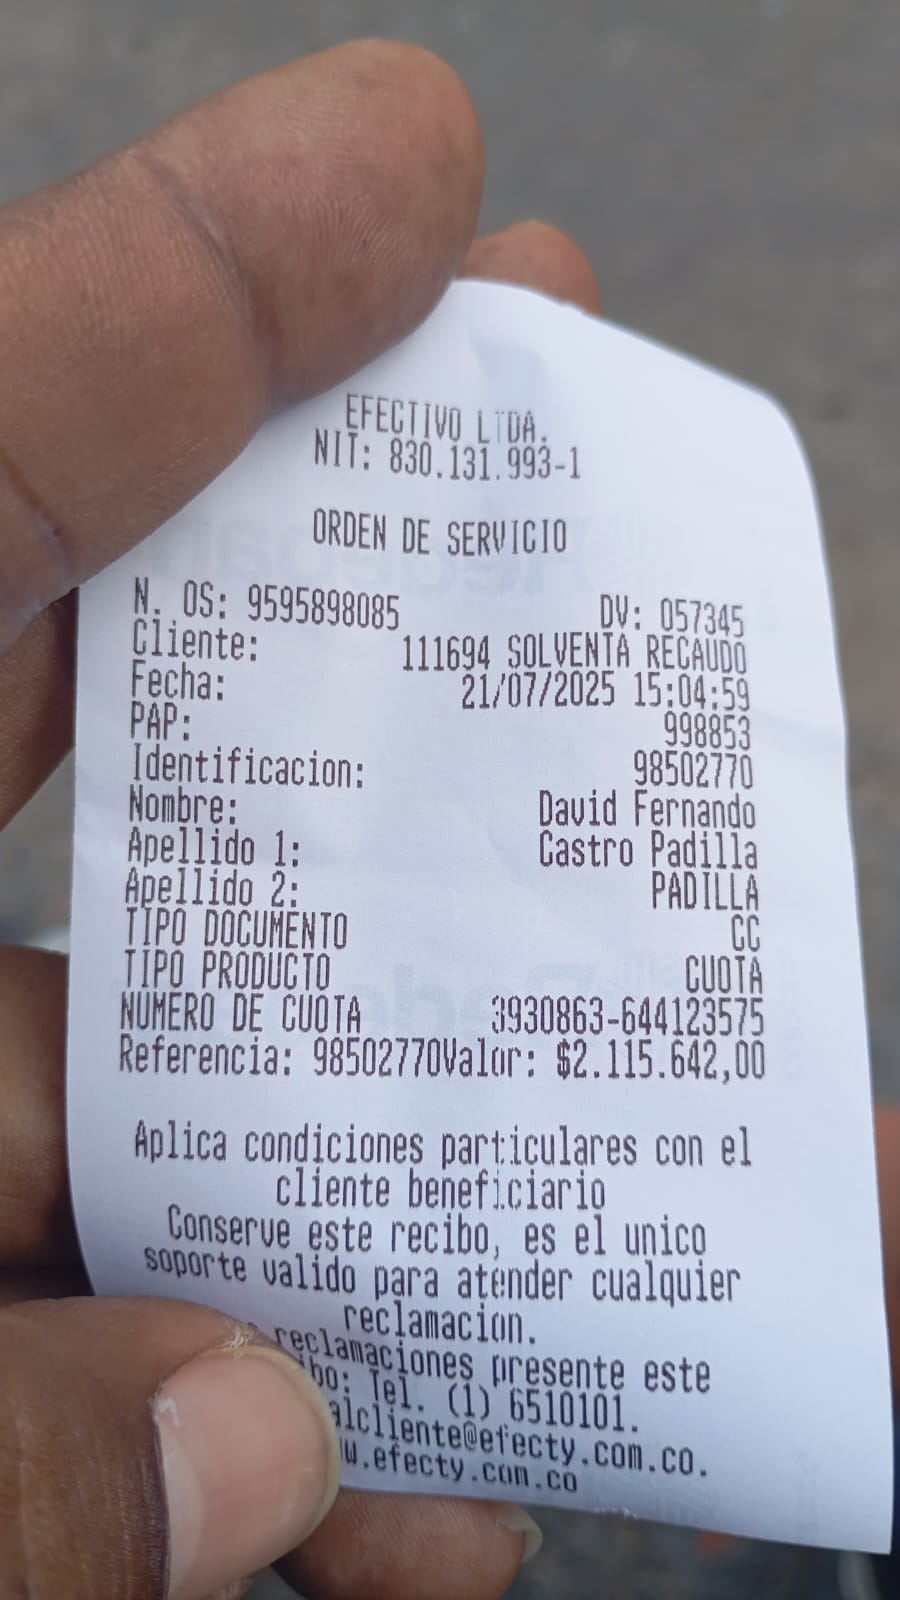 EFECTIVO LTDA.
NIT: 830.131.993-1
ORDEN DE SERVICIO
N. OS: 9595898085 DV: 057345
Cliente: 111694 SOLVENTA RECAUDO
Fecha: 21/07/2025 15:04:59
PAP: 998853
Identificacion: 98502770
Nombre: David Fernando
Apellido 1: Castro Padilla
Apellido 2: PADILLA
TIPO DOCUMENTO CC
TIPO PRODUCTO CUOTA
NUMERO DE CUOTA 3930863-644123575
Referencia: 98502770Valor: $2.115.642,00
Aplica condiciones particulares con el
cliente beneficiario
Conserve este recibo, es el unico
soporte valido para atender cualquier
reclamacion.
reclamaciones presente este
ibo: Tel. (1) 6510101.
alcliente@efecty.com.co.
w.efecty.com.co